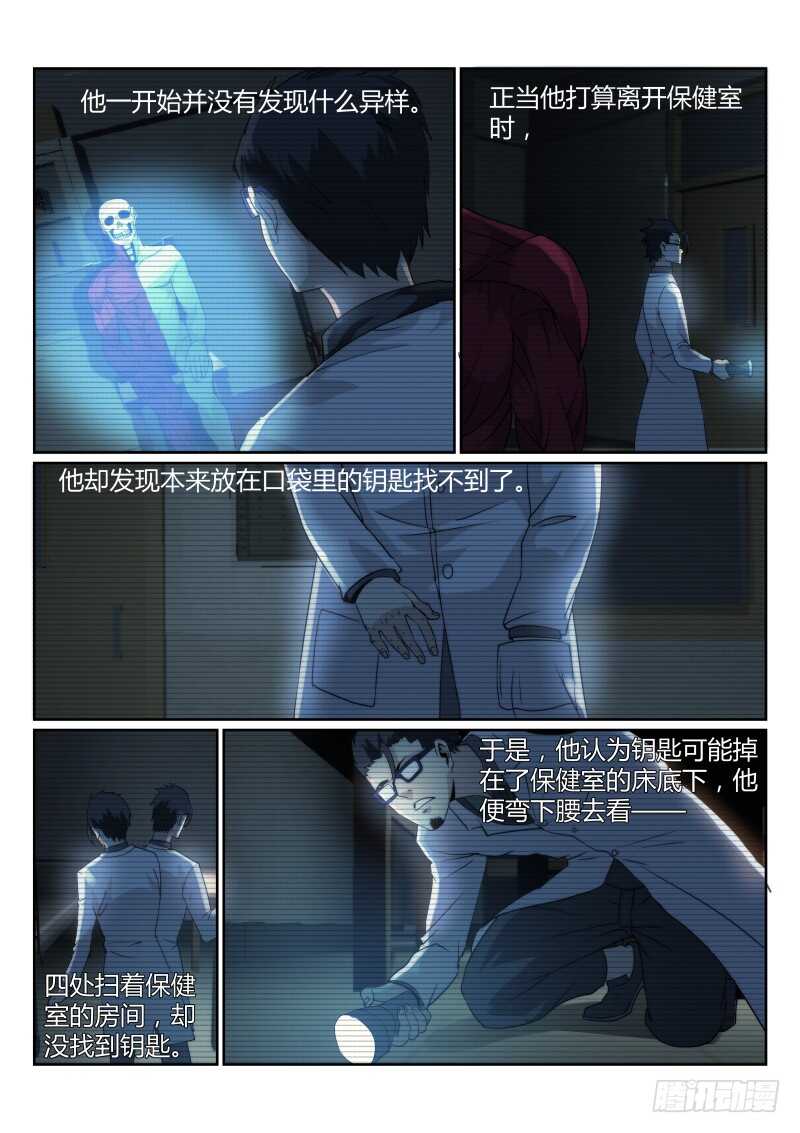 他一开始并没有发现什么异样。
正当他打算离开保健室
时，
他却发现本来放在口袋里的钥匙找不到了。
四处扫着保健
室的房间，却
没找到钥匙。
于是，他认为钥匙可能掉
在了保健室的床底下，他
便弯下腰去看——
腾讯动漫